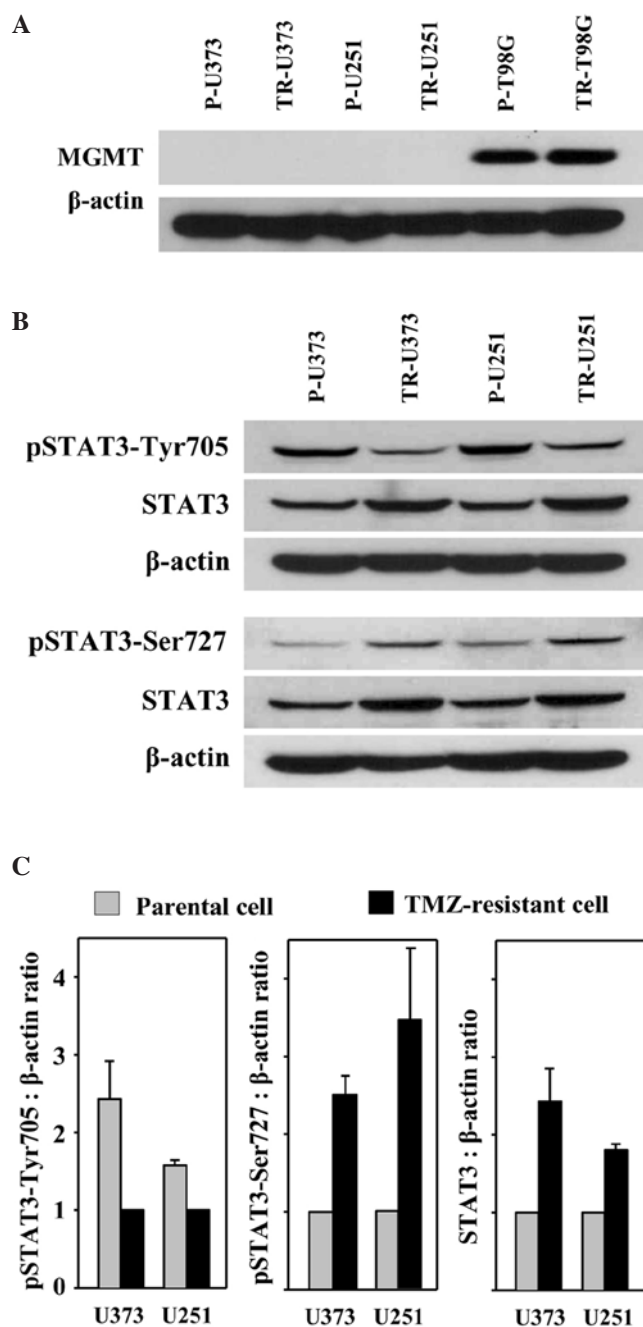 A
P-U373
TR-U373
P-U251
TR-U251
P-T98G
TR-T98G
MGMT
β-actin
B
P-U373
TR-U373
P-U251
TR-U251
pSTAT3-Tyr705
STAT3
β-actin
pSTAT3-Ser727
STAT3
β-actin
C
Parental cell
TMZ-resistant cell
pSTAT3-Tyr705 : β-actin ratio
4
3
2
1
0
U373 U251
pSTAT3-Ser727 : β-actin ratio
U373 U251
STAT3 : β-actin ratio
U373 U251